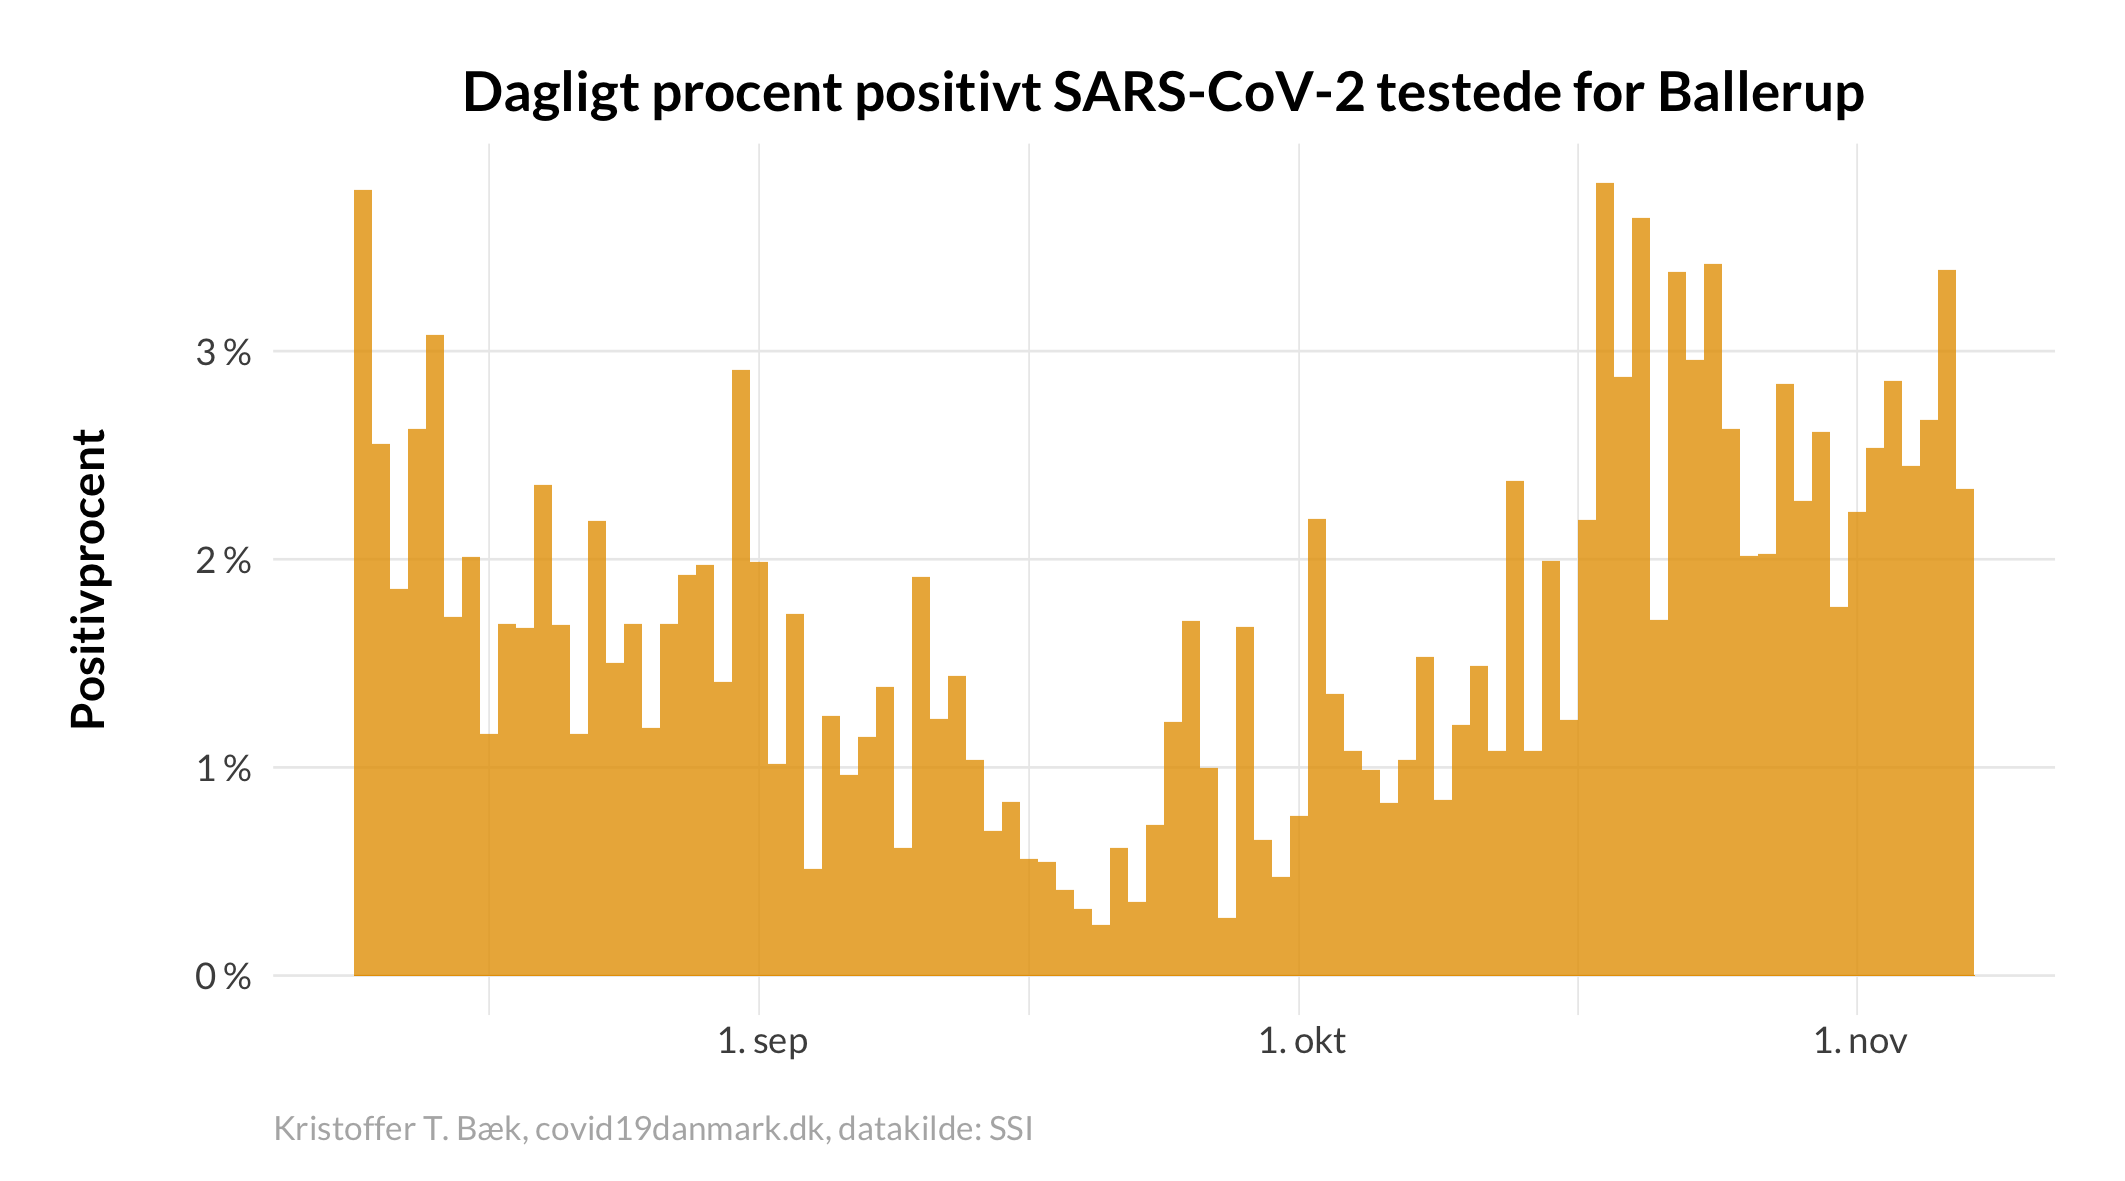 Dagligt procent positivt SARS-CoV-2 testede for Ballerup
Positivprocent
3 %
2 %
1 %
0 %
1. sep
1. okt
1. nov
Kristoffer T. Bæk, covid19danmark.dk, datakilde: SSI